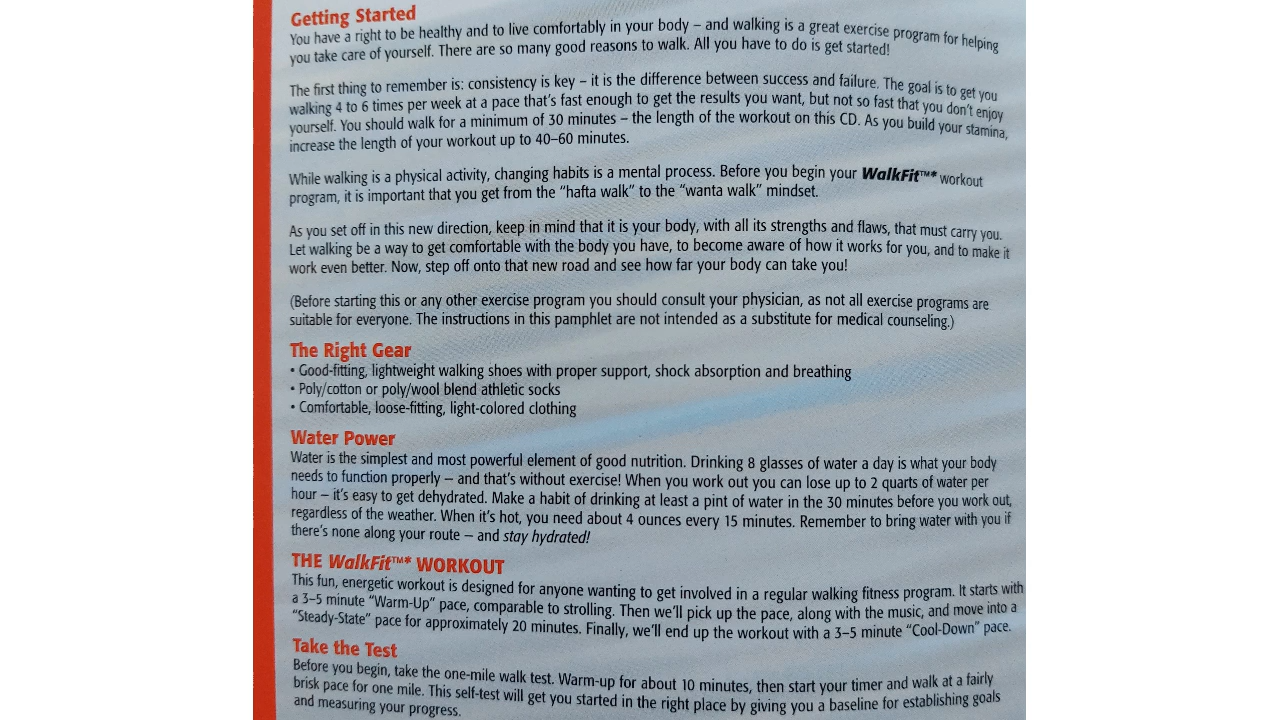 Getting Started
You have a right to be healthy and to live comfortably in your body – and walking is a great exercise program for helping
you take care of yourself. There are so many good reasons to walk. All you have to do is get started!
The first thing to remember is: consistency is key – it is the difference between success and failure. The goal is to get you
walking 4 to 6 times per week at a pace that's fast enough to get the results you want, but not so fast that you don't enjoy
yourself. You should walk for a minimum of 30 minutes – the length of the workout on this CD. As you build your stamina,
increase the length of your workout up to 40–60 minutes.
While walking is a physical activity, changing habits is a mental process. Before you begin your WalkFit™* workout
program, it is important that you get from the “hafta walk” to the “wanta walk” mindset.
As you set off in this new direction, keep in mind that it is your body, with all its strengths and flaws, that must carry you.
Let walking be a way to get comfortable with the body you have, to become aware of how it works for you, and to make it
work even better. Now, step off onto that new road and see how far your body can take you!
(Before starting this or any other exercise program you should consult your physician, as not all exercise programs are
suitable for everyone. The instructions in this pamphlet are not intended as a substitute for medical counseling.)
The Right Gear
• Good-fitting, lightweight walking shoes with proper support, shock absorption and breathing
• Poly/cotton or poly/wool blend athletic socks
• Comfortable, loose-fitting, light-colored clothing
Water Power
Water is the simplest and most powerful element of good nutrition. Drinking 8 glasses of water a day is what your body
needs to function properly – and that's without exercise! When you work out you can lose up to 2 quarts of water per
hour – it's easy to get dehydrated. Make a habit of drinking at least a pint of water in the 30 minutes before you work out,
regardless of the weather. When it's hot, you need about 4 ounces every 15 minutes. Remember to bring water with you if
there's none along your route – and stay hydrated!
THE WalkFit™* WORKOUT
This fun, energetic workout is designed for anyone wanting to get involved in a regular walking fitness program. It starts with
a 3–5 minute “Warm-Up” pace, comparable to strolling. Then we'll pick up the pace, along with the music, and move into a
“Steady-State” pace for approximately 20 minutes. Finally, we'll end up the workout with a 3–5 minute “Cool-Down” pace.
Take the Test
Before you begin, take the one-mile walk test. Warm-up for about 10 minutes, then start your timer and walk at a fairly
brisk pace for one mile. This self-test will get you started in the right place by giving you a baseline for establishing goals
and measuring your progress.